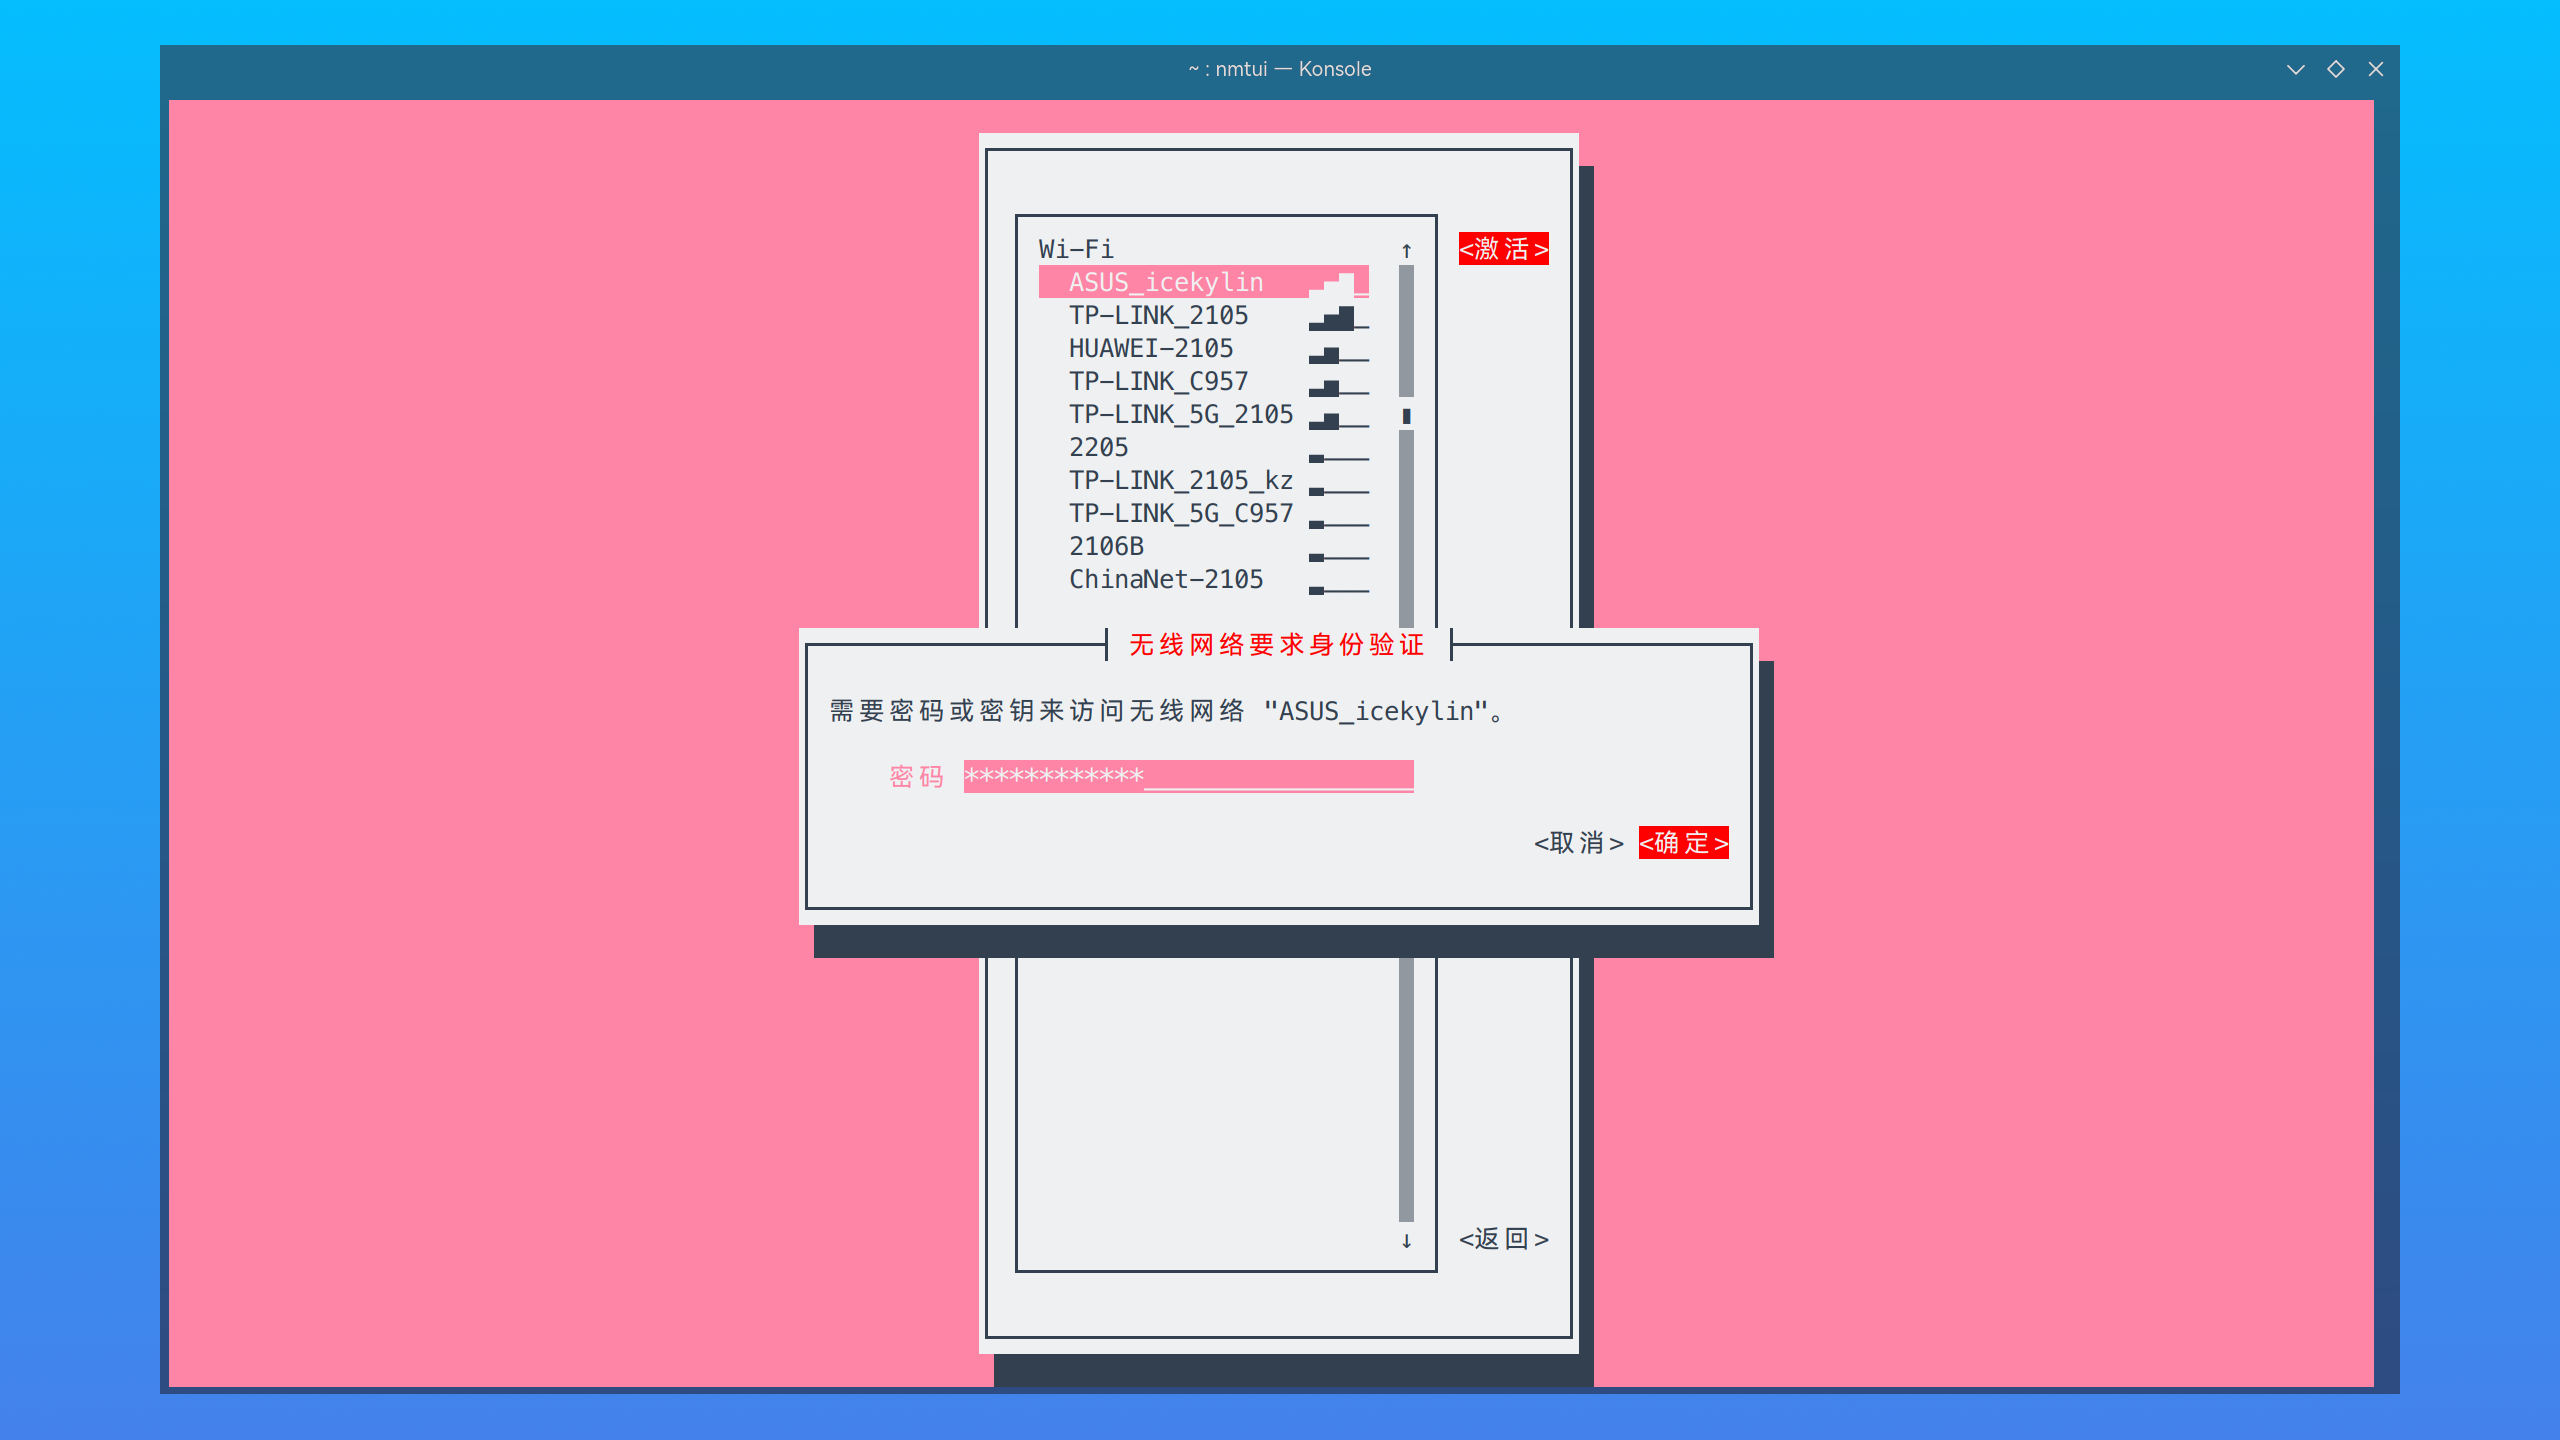 ~ : nmtui — Konsole
Wi-Fi
<激活>
ASUS_icekylin
TP-LINK_2105
HUAWEI-2105
TP-LINK_C957
TP-LINK_5G_2105
2205
TP-LINK_2105_kz
TP-LINK_5G_C957
2106B
ChinaNet-2105
无线网络要求身份验证
需要密码或密钥来访问无线网络 "ASUS_icekylin"。
密码 ************
<取消> <确定>
<返回>